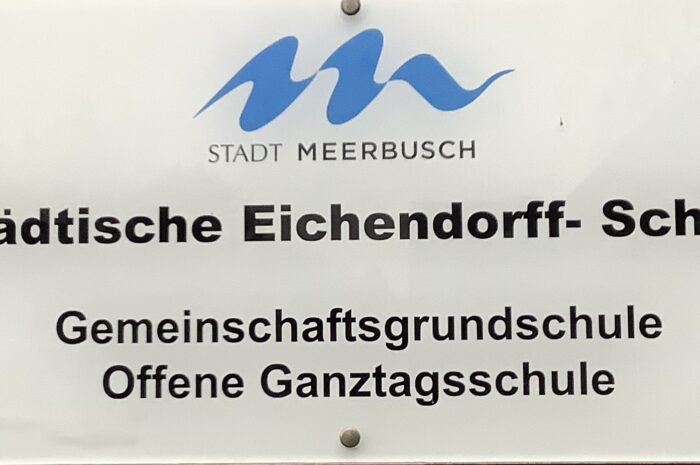 STADT MEERBUSCH
ädtische Eichendorff- Sch
Gemeinschaftsgrundschule
Offene Ganztagsschule